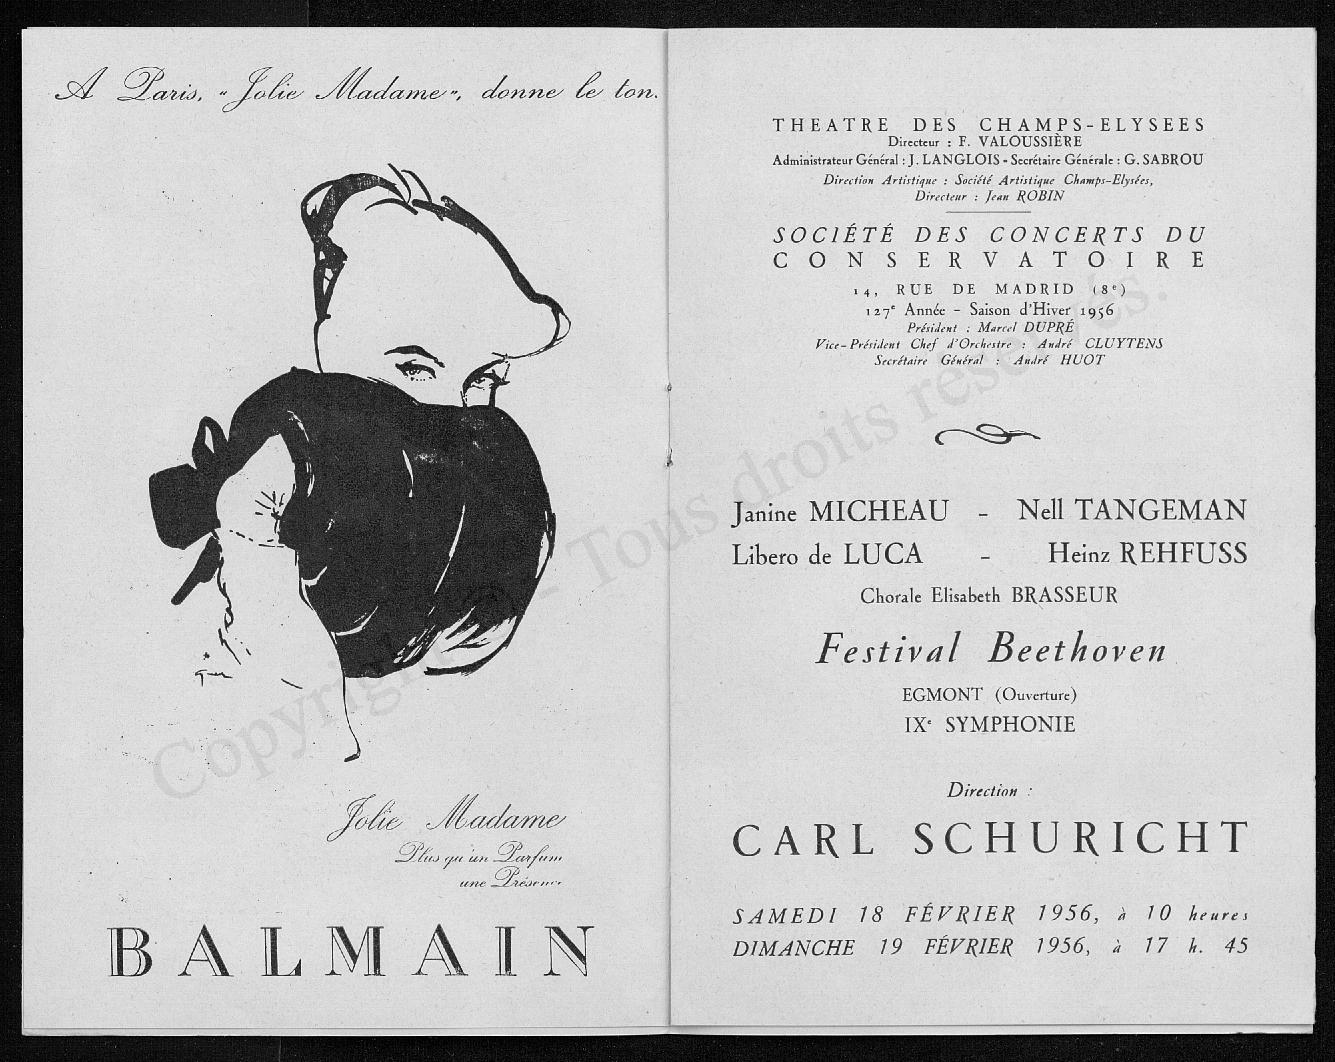 A Paris, "Jolie Madame", donne le ton.
Jolie Madame
Plus qu'un Parfum
une Présence
BALMAIN
THEATRE DES CHAMPS-ELYSEES
Directeur : F. VALOUSSIÈRE
Administrateur Général : J. LANGLOIS - Secrétaire Générale : G. SABROU
Direction Artistique : Société Artistique Champs-Elysées,
Directeur : Jean ROBIN
SOCIÉTÉ DES CONCERTS DU
CONSERVATOIRE
14, RUE DE MADRID (8e)
127e Année - Saison d'Hiver 1956
Président : Marcel DUPRÉ
Vice-Président Chef d'Orchestre : André CLUYTENS
Secrétaire Général : André HUOT
Janine MICHEAU - Nell TANGEMAN
Libero de LUCA - Heinz REHFUSS
Chorale Elisabeth BRASSEUR
Festival Beethoven
EGMONT (Ouverture)
IXe SYMPHONIE
Direction :
CARL SCHURICHT
SAMEDI 18 FÉVRIER 1956, à 10 heures
DIMANCHE 19 FÉVRIER 1956, à 17 h. 45
Copyright © - Tous droits réservés.